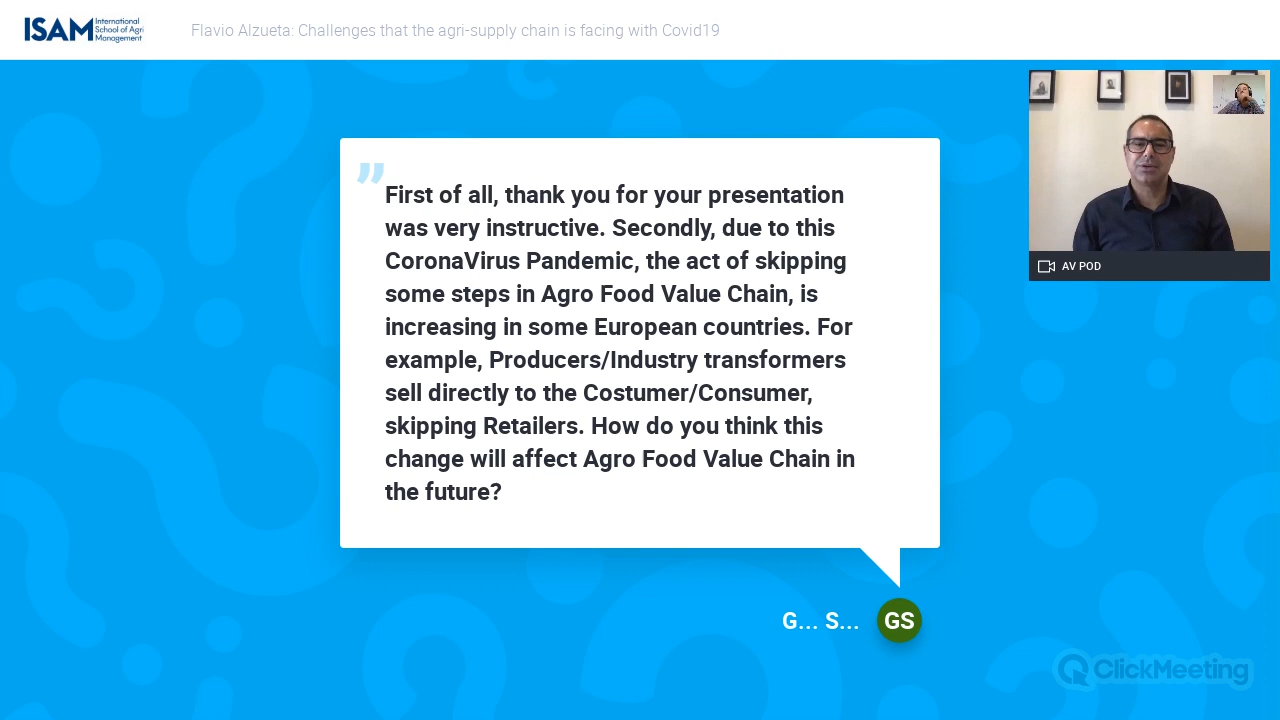 ISAM International
School of Agri
Management
Flavio Alzueta: Challenges that the agri-supply chain is facing with Covid19
AV POD
”
First of all, thank you for your presentation
was very instructive. Secondly, due to this
CoronaVirus Pandemic, the act of skipping
some steps in Agro Food Value Chain, is
increasing in some European countries. For
example, Producers/Industry transformers
sell directly to the Costumer/Consumer,
skipping Retailers. How do you think this
change will affect Agro Food Value Chain in
the future?
G... S... GS
ClickMeeting